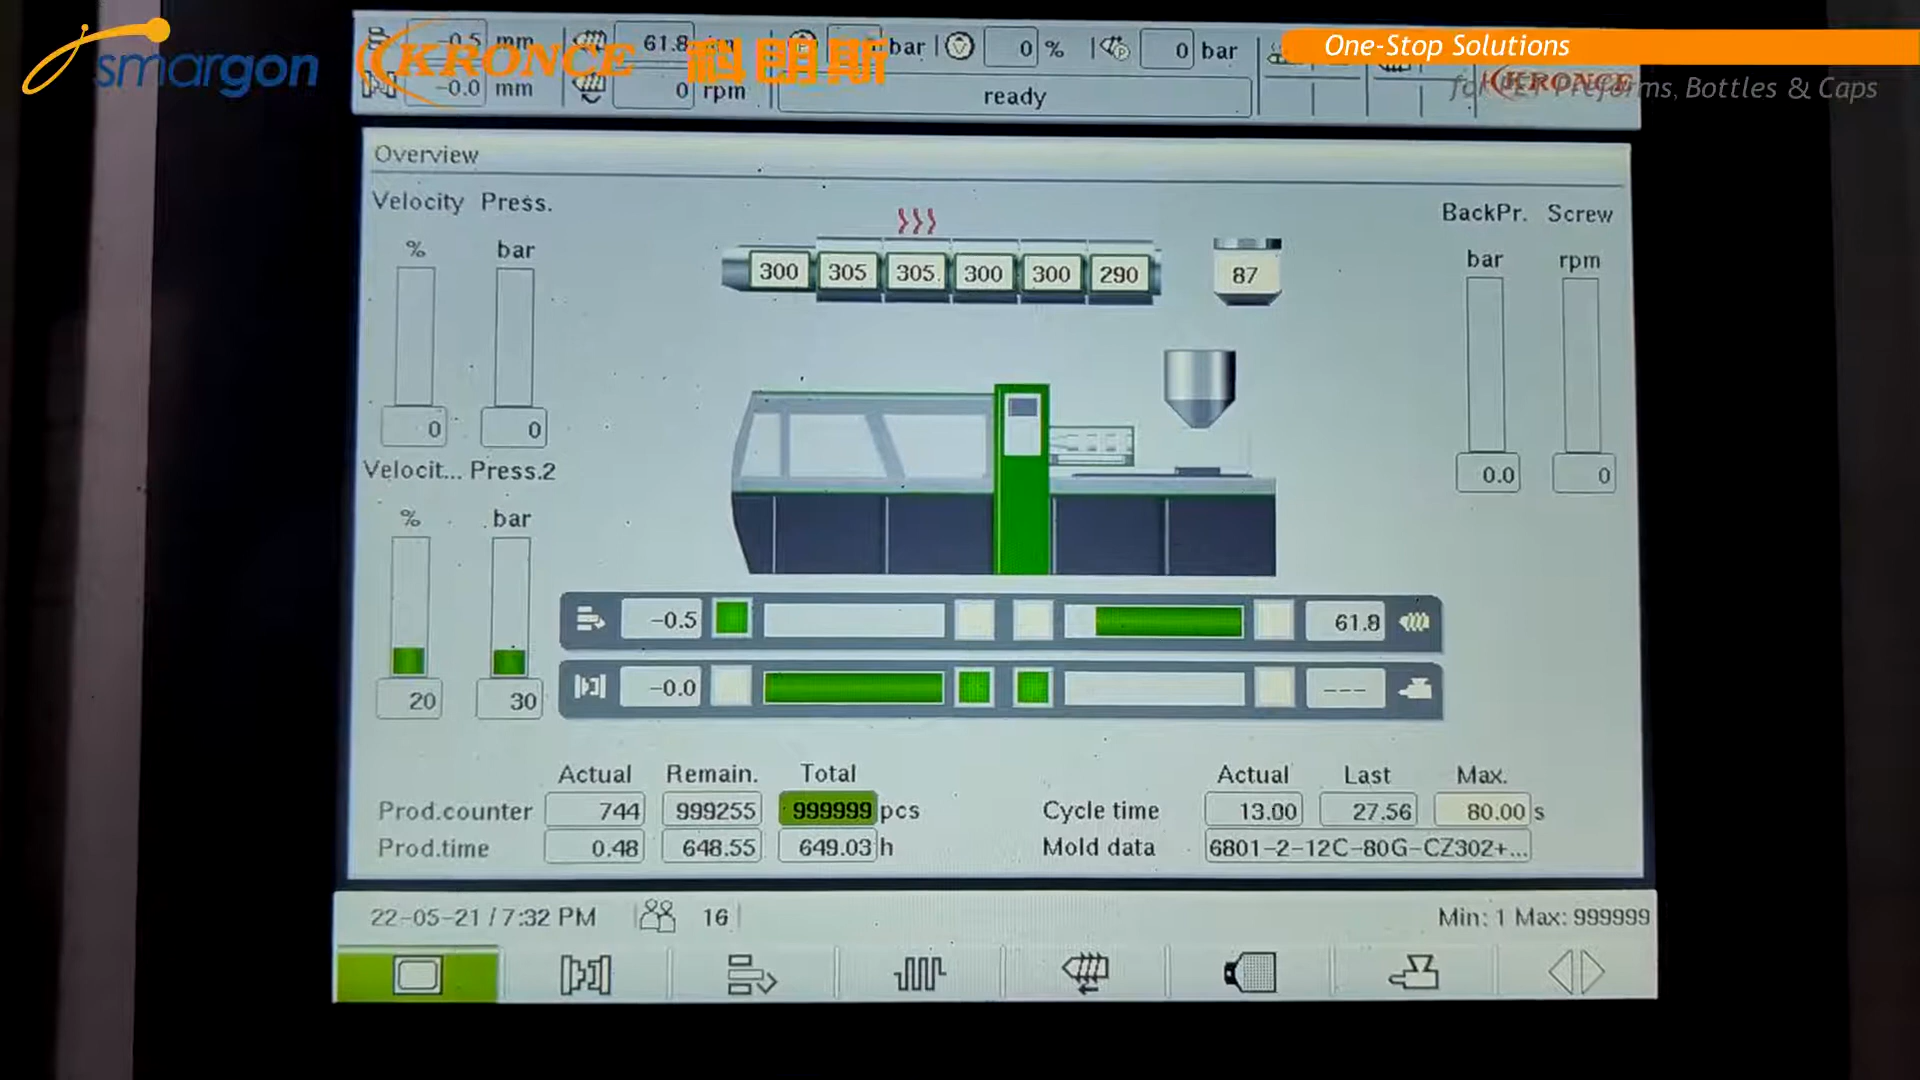 smargon
KRONCE 科朗斯
One-Stop Solutions
for PET Preforms, Bottles & Caps
-0.5 mm 61.8 bar 0 % 0 bar
-0.0 mm 0 rpm ready KRONCE
Overview
Velocity Press.
% bar
0 0
Velocit... Press.2
% bar
20 30
300 305 305. 300 300 290 87
BackPr. Screw
bar rpm
0.0 0
-0.5 61.8
-0.0 ---
Actual Remain. Total
Prod.counter 744 999255 999999 pcs
Prod.time 0.48 648.55 649.03 h
Actual Last Max.
Cycle time 13.00 27.56 80.00 s
Mold data 6801-2-12C-80G-CZ302+...
22-05-21 / 7:32 PM 16 Min: 1 Max: 999999